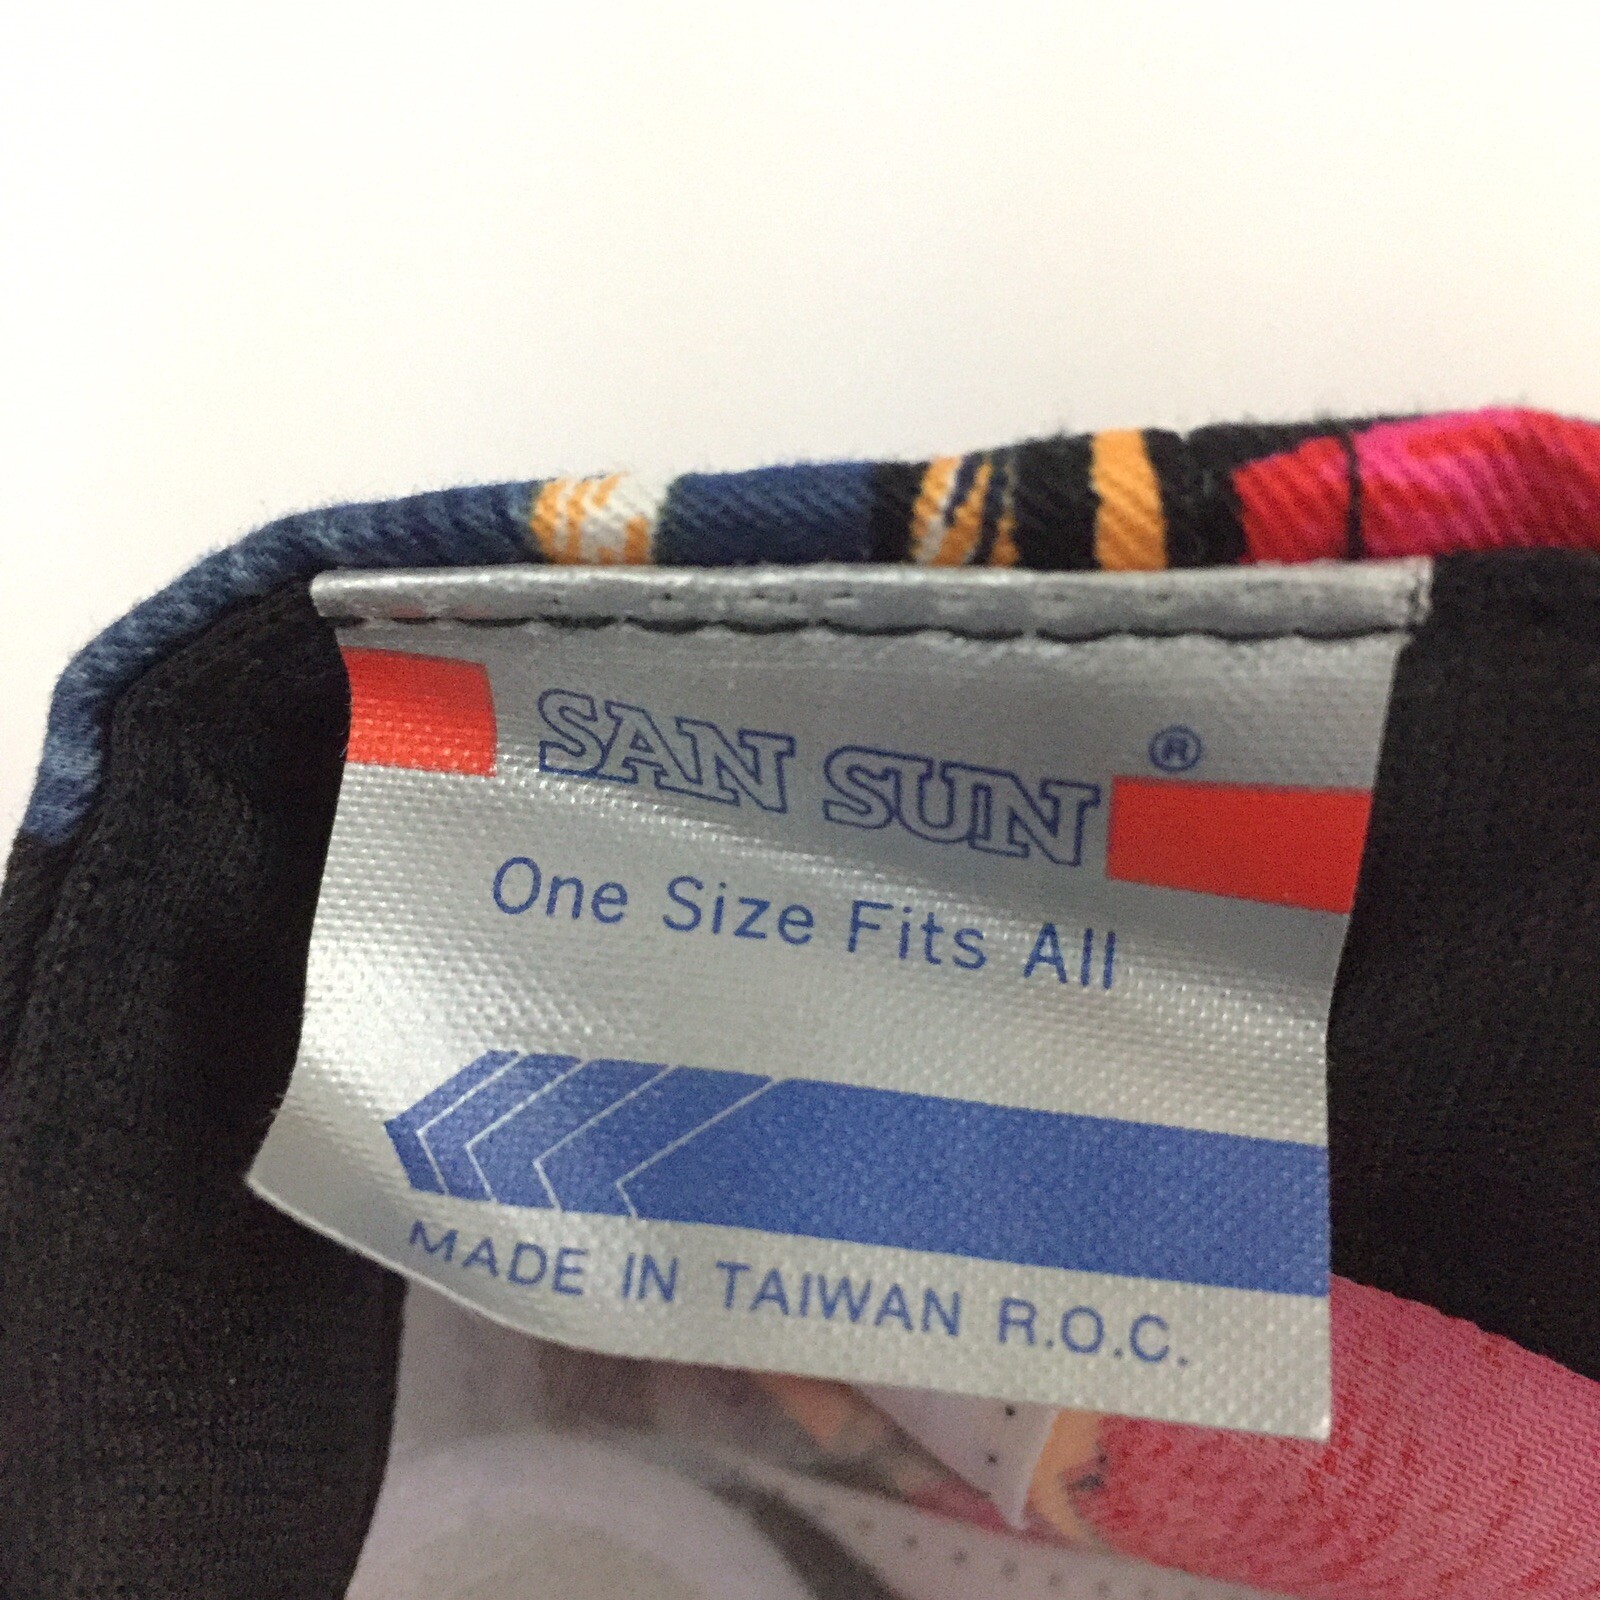 SAN SUN ®
One Size Fits All
MADE IN TAIWAN R.O.C.